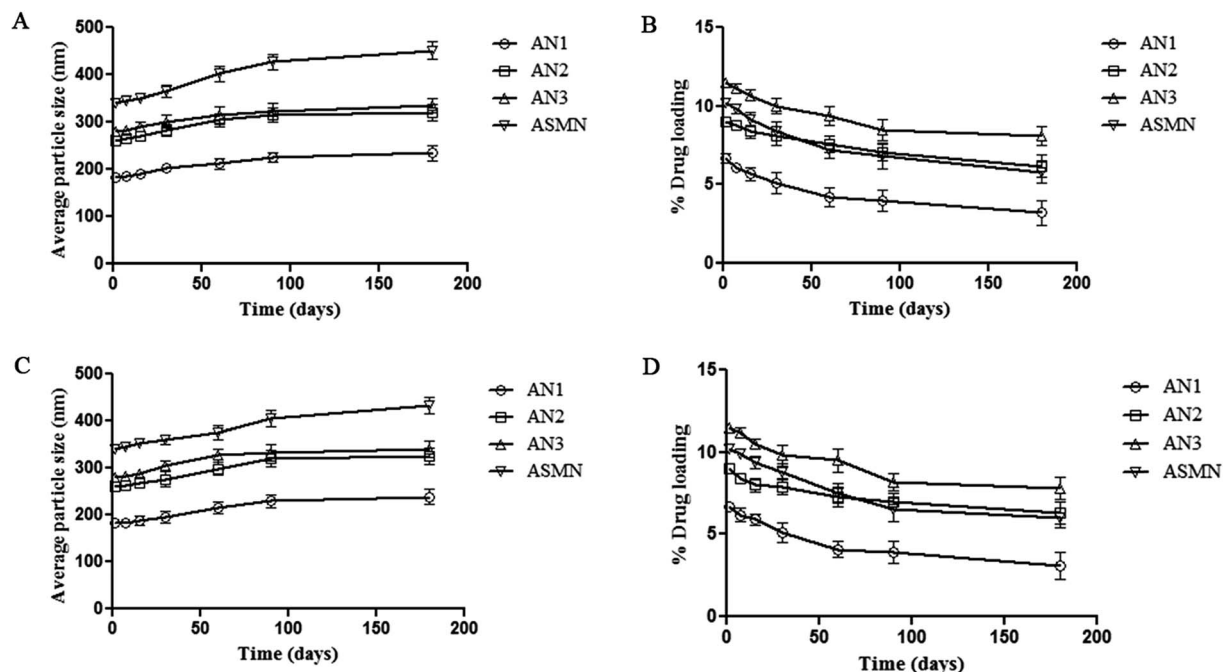 A
Average particle size (nm)
500
400
300
200
100
0
0 50 100 150 200
Time (days)
AN1
AN2
AN3
ASMN
B
% Drug loading
15
10
5
0
0 50 100 150 200
Time (days)
AN1
AN2
AN3
ASMN
C
Average particle size (nm)
500
400
300
200
100
0
0 50 100 150 200
Time (days)
AN1
AN2
AN3
ASMN
D
% Drug loading
15
10
5
0
0 50 100 150 200
Time (days)
AN1
AN2
AN3
ASMN